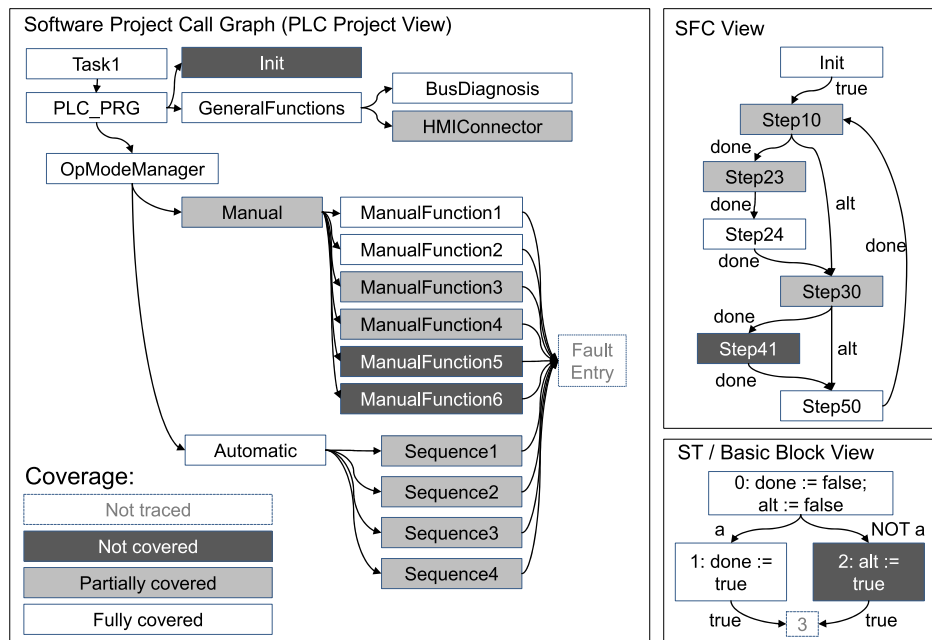 Software Project Call Graph (PLC Project View)
Task1
Init
PLC_PRG
GeneralFunctions
BusDiagnosis
HMIConnector
OpModeManager
Manual
ManualFunction1
ManualFunction2
ManualFunction3
ManualFunction4
ManualFunction5
ManualFunction6
Fault
Entry
Automatic
Sequence1
Sequence2
Sequence3
Sequence4
Coverage:
Not traced
Not covered
Partially covered
Fully covered
SFC View
Init
true
Step10
done
Step23
done
alt
Step24
done
done
Step30
done
Step41
alt
done
Step50
ST / Basic Block View
0: done := false;
alt := false
a
NOT a
1: done :=
true
2: alt :=
true
true
3
true